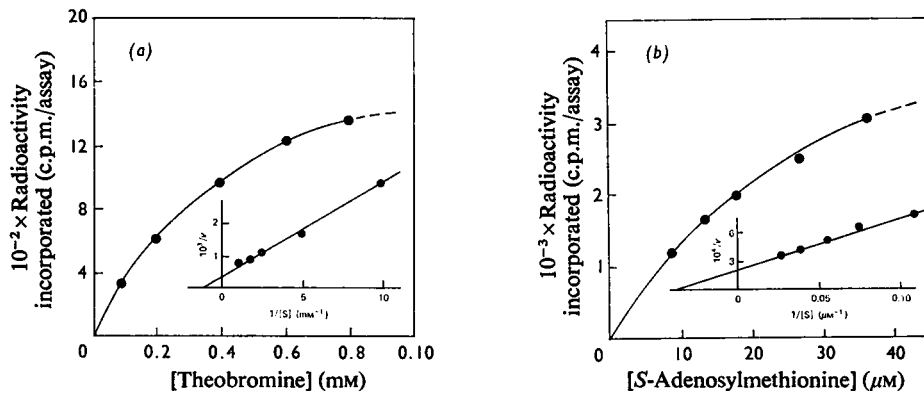 (a)
10⁻² × Radioactivity
incorporated (c.p.m./assay)
20
16
12
8
4
0
0
0.2
0.4
0.6
0.8
0.10
[Theobromine] (mM)
10³/v
2
1
0
5
10
1/[S] (mM⁻¹)
(b)
10⁻³ × Radioactivity
incorporated (c.p.m./assay)
4
3
2
1
0
10
20
30
40
[S-Adenosylmethionine] (μM)
10⁴/v
6
3
0
0.05
0.10
1/[S] (μM⁻¹)